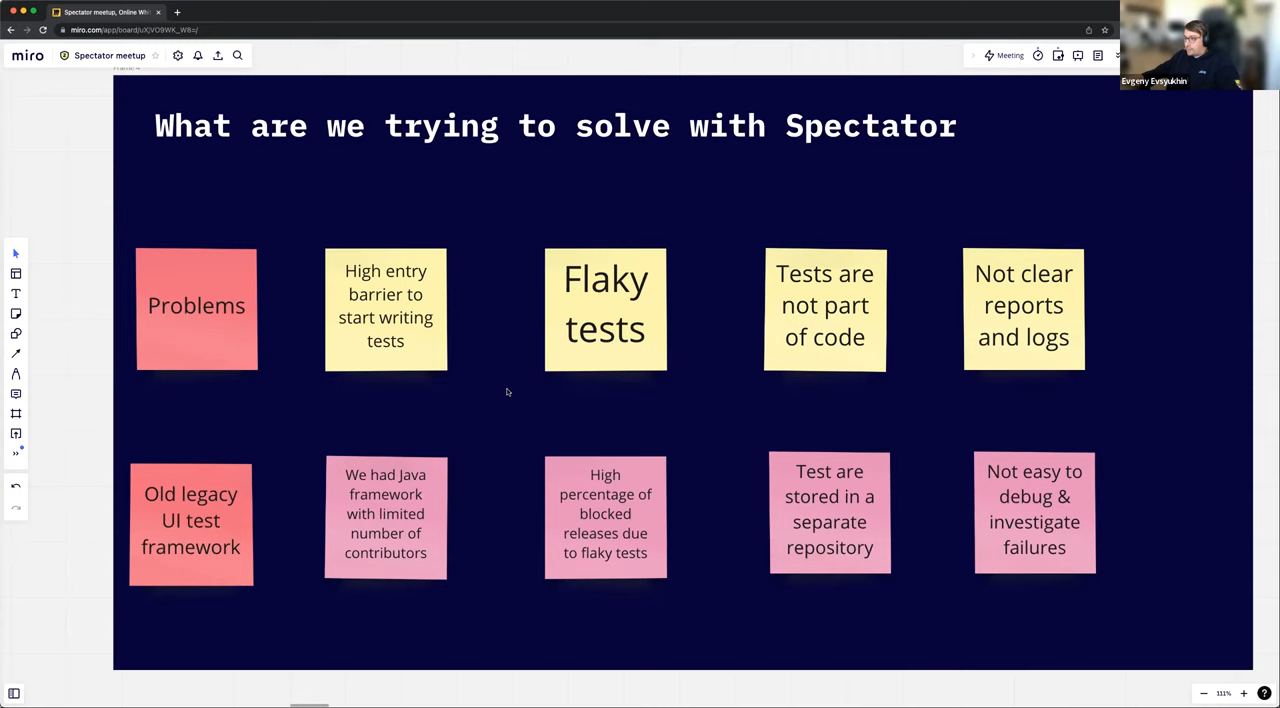 Spectator meetup, Online Whi
miro.com/app/board/uXjVO9WK_W8=/
miro
Spectator meetup
Meeting
Evgeny Evsyukhin
What are we trying to solve with Spectator
Problems
High entry
barrier to
start writing
tests
Flaky
tests
Tests are
not part
of code
Not clear
reports
and logs
Old legacy
UI test
framework
We had Java
framework
with limited
number of
contributors
High
percentage of
blocked
releases due
to flaky tests
Test are
stored in a
separate
repository
Not easy to
debug &
investigate
failures
111%